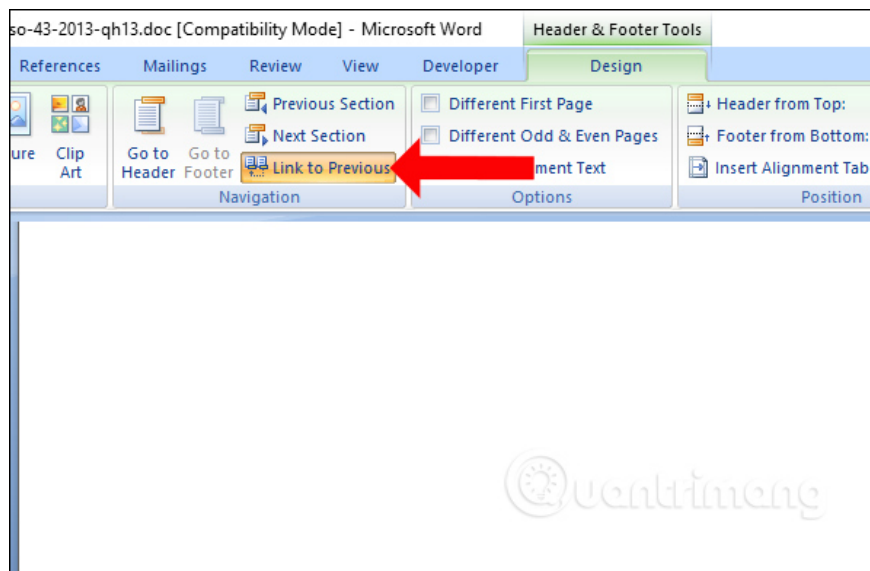 so-43-2013-qh13.doc [Compatibility Mode] - Microsoft Word
Header & Footer Tools
References Mailings Review View Developer Design
ure
Clip Art
Go to Header
Go to Footer
Previous Section
Next Section
Link to Previous
Navigation
Different First Page
Different Odd & Even Pages
ment Text
Options
Header from Top:
Footer from Bottom:
Insert Alignment Tab
Position
Quantrimang